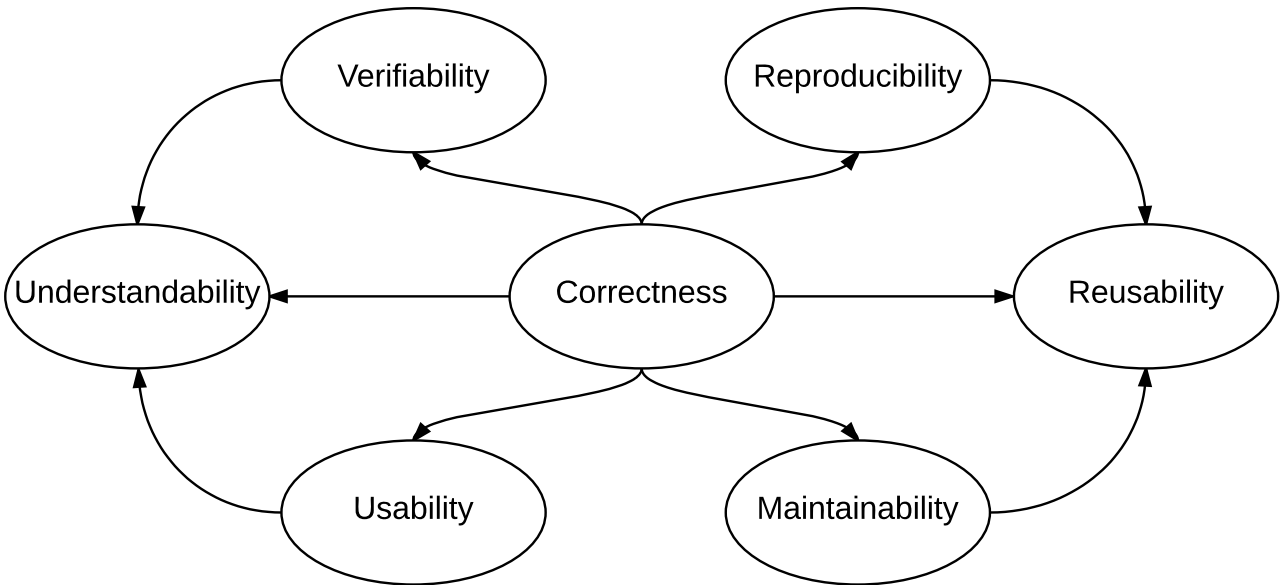 Verifiability
Reproducibility
Understandability
Correctness
Reusability
Usability
Maintainability